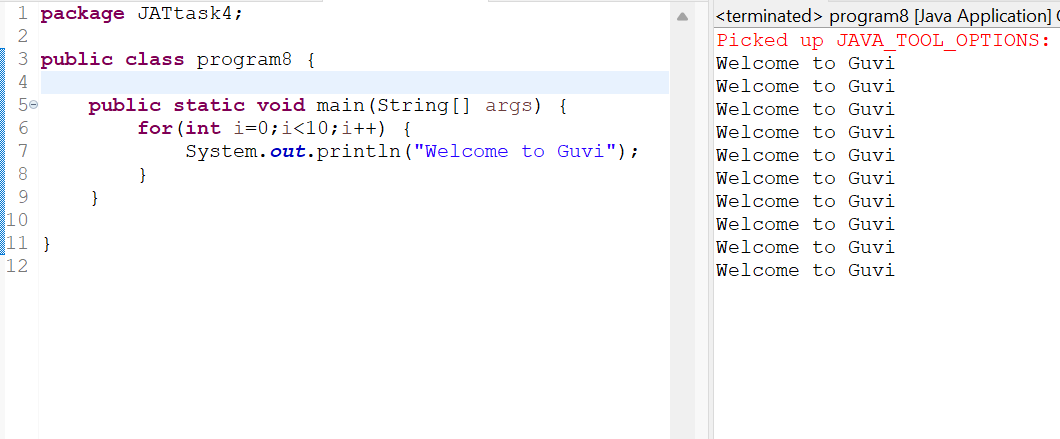 1 package JATtask4;
2
3 public class program8 {
4
5 public static void main(String[] args) {
6 for(int i=0;i<10;i++) {
7 System.out.println("Welcome to Guvi");
8 }
9 }
10
11 }
12
<terminated> program8 [Java Application]
Picked up JAVA_TOOL_OPTIONS:
Welcome to Guvi
Welcome to Guvi
Welcome to Guvi
Welcome to Guvi
Welcome to Guvi
Welcome to Guvi
Welcome to Guvi
Welcome to Guvi
Welcome to Guvi
Welcome to Guvi